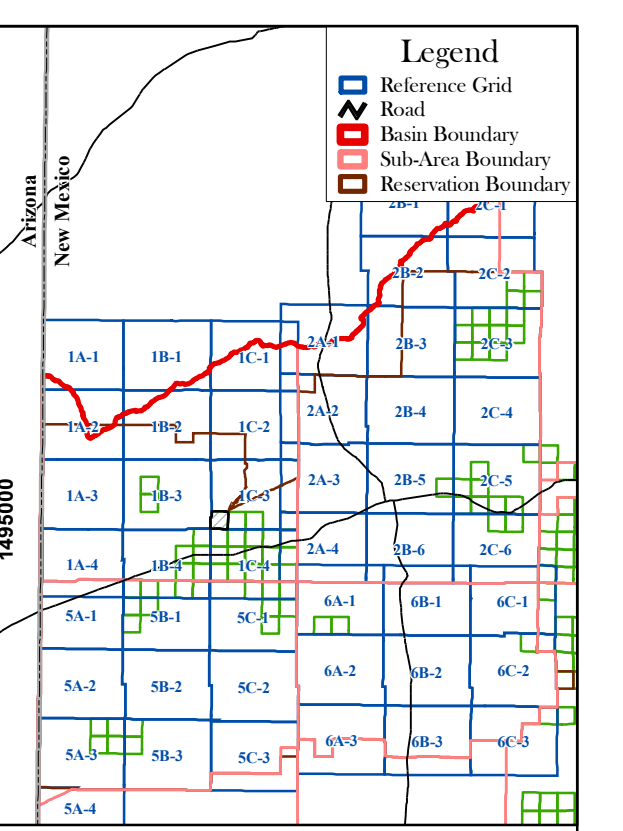 Legend
Reference Grid
Road
Basin Boundary
Sub-Area Boundary
Reservation Boundary
Arizona
New Mexico
1495000
2B-1 2C-1
2B-2 2C-2
2A-1 2B-3 2C-3
1A-1 1B-1 1C-1
2A-2 2B-4 2C-4
1A-2 1B-2 1C-2
2A-3 2B-5 2C-5
1A-3 1B-3 1C-3
2A-4 2B-6 2C-6
1A-4 1B-4 1C-4
6A-1 6B-1 6C-1
5A-1 5B-1 5C-1
6A-2 6B-2 6C-2
5A-2 5B-2 5C-2
6A-3 6B-3 6C-3
5A-3 5B-3 5C-3
5A-4